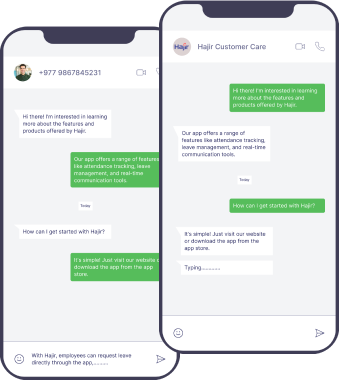 +977 9867845231
Hi there! I'm interested in learning
more about the features and
products offered by Hajir.
Our app offers a range of features
like attendance tracking, leave
management, and real-time
communication tools.
Today
How can I get started with Hajir?
It's simple! Just visit our website
download the app from the app
store.
With Hajir, employees can request leave
directly through the app,..........
Hajir
Hajir Customer Care
Hi there! I'm interested in learning
more about the features and
products offered by Hajir.
Our app offers a range of
features like attendance tracking,
leave management, and real-time
communication tools.
Today
How can I get started with Hajir?
It's simple! Just visit our website
or download the app from the
app store.
Typing.............